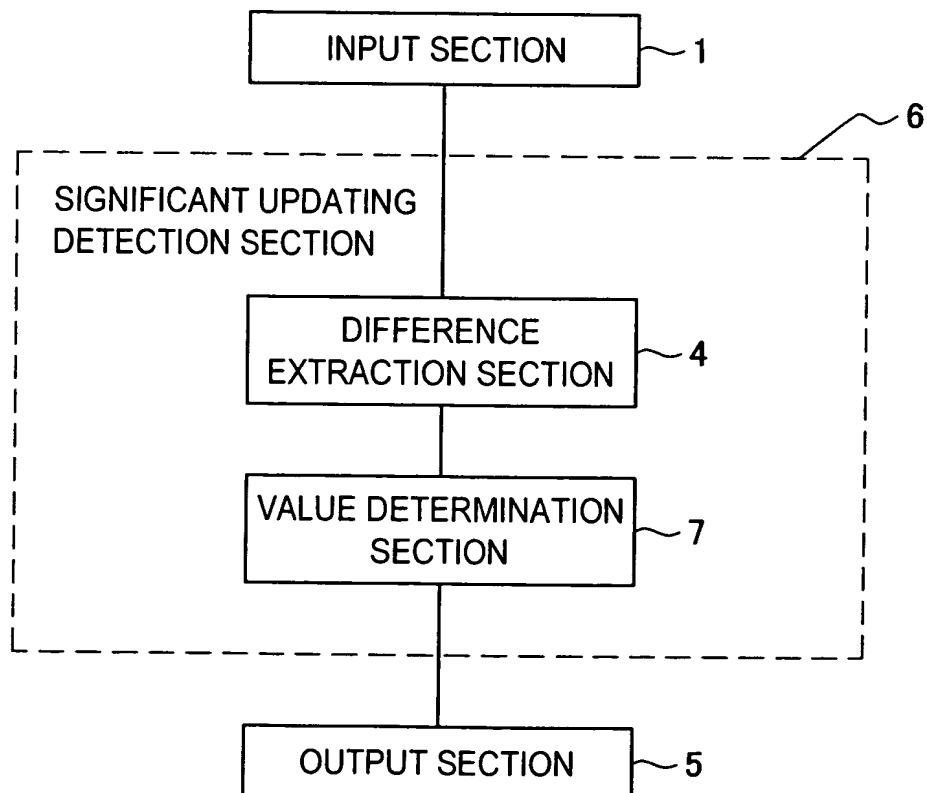 INPUT SECTION
1
6
SIGNIFICANT UPDATING
DETECTION SECTION
DIFFERENCE
EXTRACTION SECTION
4
VALUE DETERMINATION
SECTION
7
OUTPUT SECTION
5